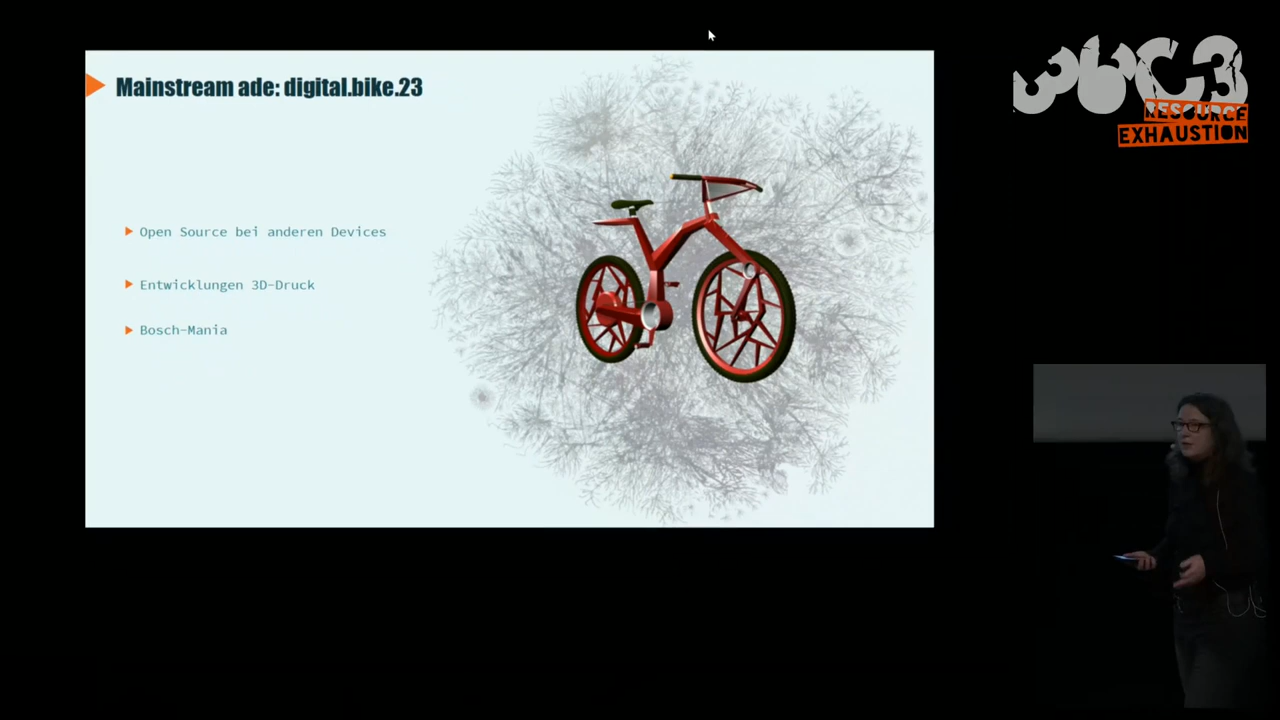 Mainstream ade: digital.bike.23
Open Source bei anderen Devices
Entwicklungen 3D-Druck
Bosch-Mania
36C3
RESOURCE
EXHAUSTION